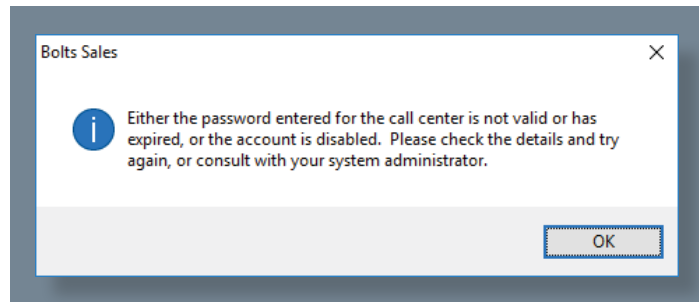 Bolts Sales
Either the password entered for the call center is not valid or has
expired, or the account is disabled.  Please check the details and try
again, or consult with your system administrator.
OK